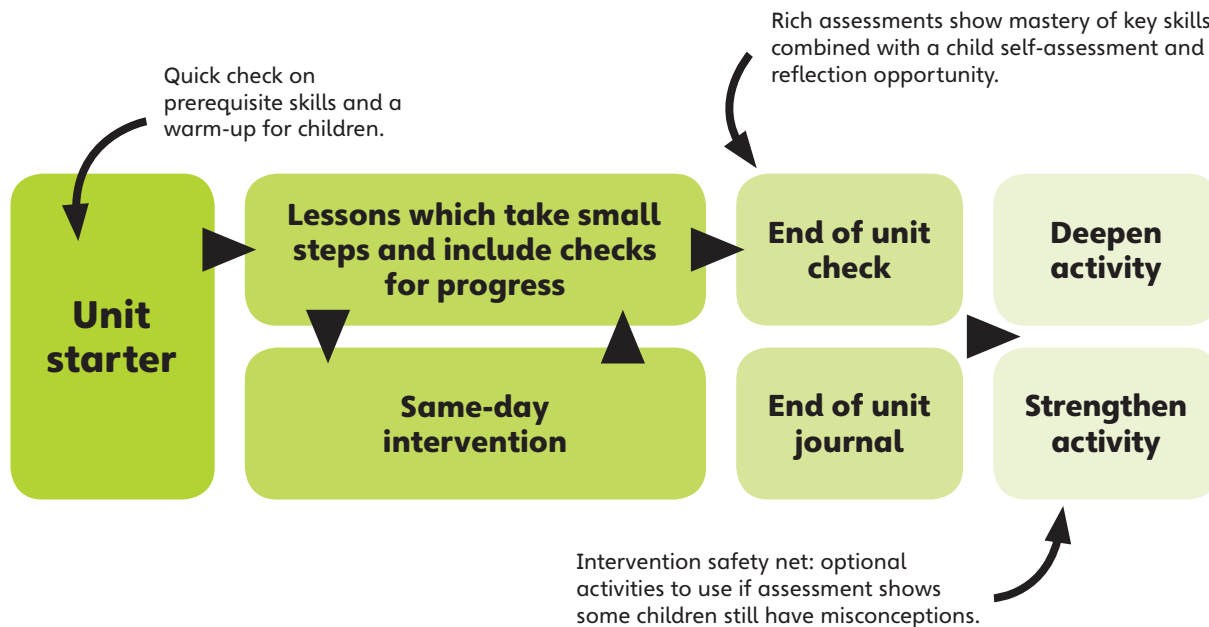 Rich assessments show mastery of key skills
combined with a child self-assessment and
reflection opportunity.
Quick check on
prerequisite skills and a
warm-up for children.
Unit
starter
Lessons which take small
steps and include checks
for progress
Same-day
intervention
End of unit
check
End of unit
journal
Deepen
activity
Strengthen
activity
Intervention safety net: optional
activities to use if assessment shows
some children still have misconceptions.